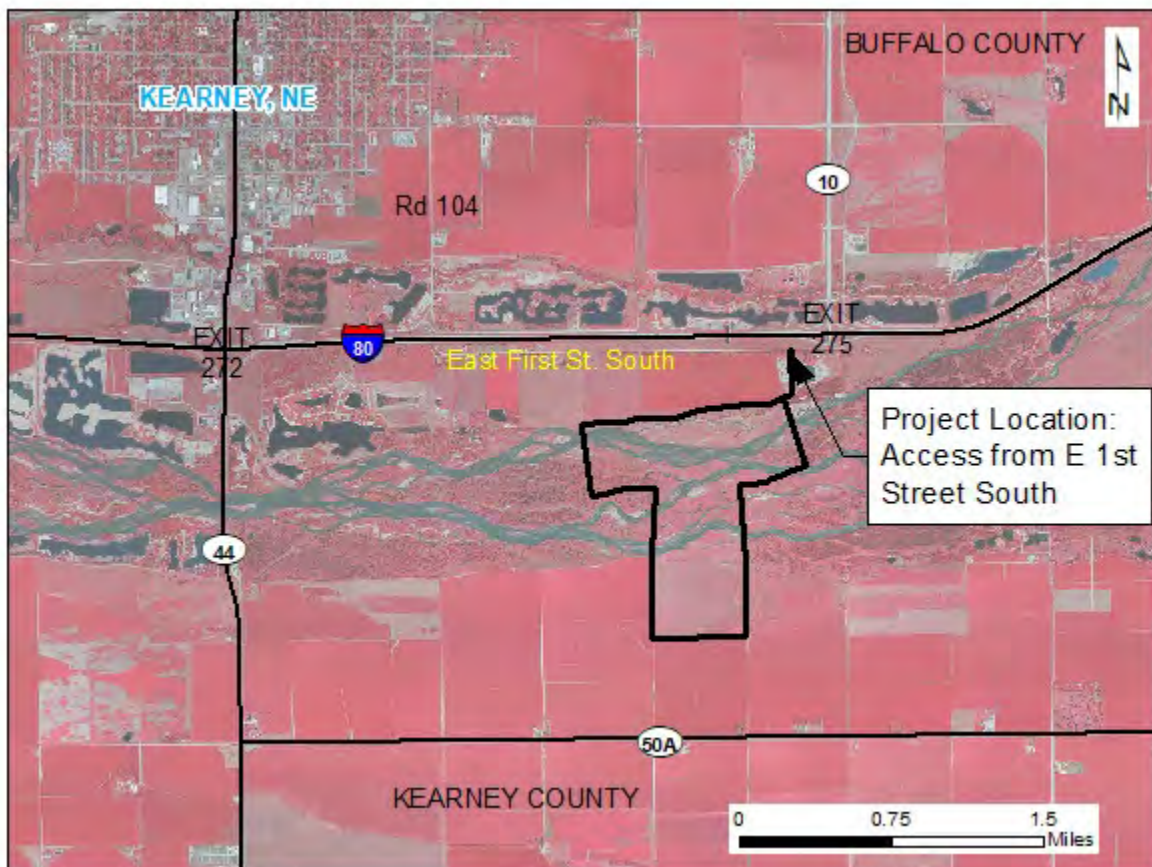 BUFFALO COUNTY
N
KEARNEY, NE
10
Rd 104
EXIT
275
EXIT
272
80
East First St. South
Project Location:
Access from E 1st
Street South
44
50A
KEARNEY COUNTY
0 0.75 1.5
Miles